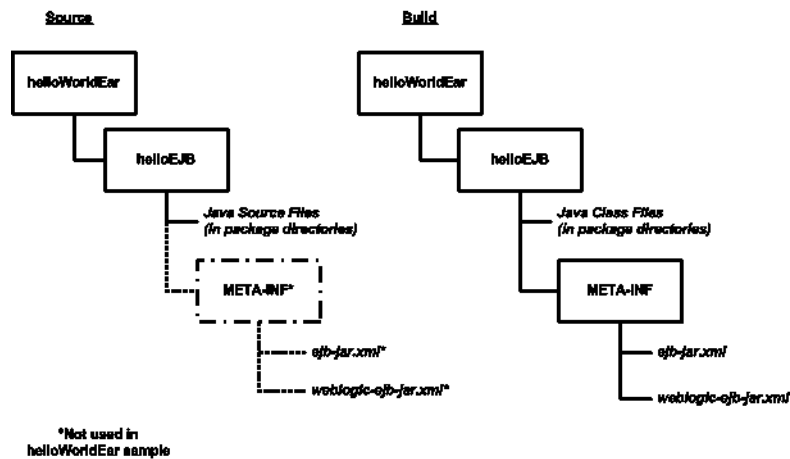 Source
helloWorldEar
helloEJB
Java Source Files
(in package directories)
META-INF*
ejb-jar.xml*
weblogic-ejb-jar.xml*
*Not used in
helloWorldEar sample
Build
helloWorldEar
helloEJB
Java Class Files
(in package directories)
META-INF
ejb-jar.xml
weblogic-ejb-jar.xml